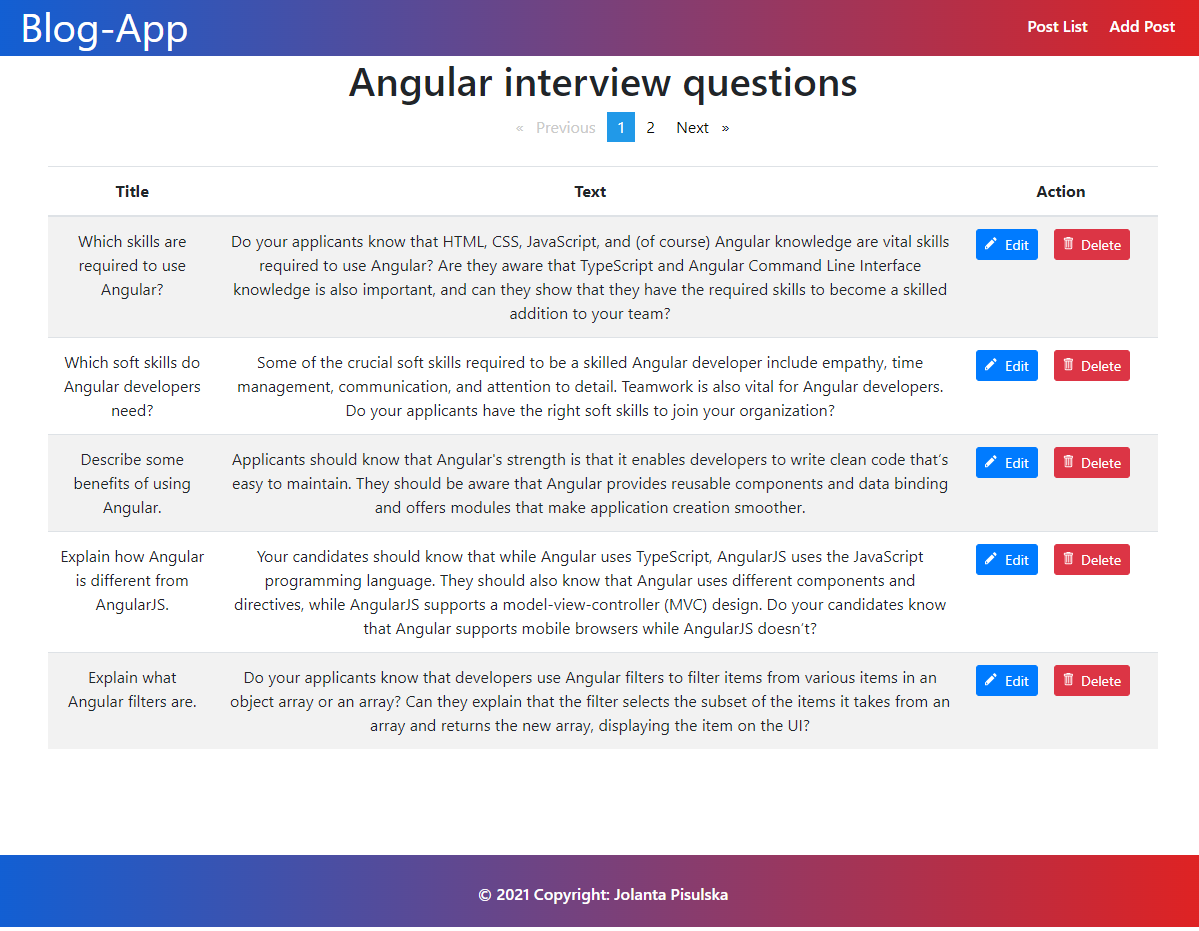 Blog-App
Post List Add Post
Angular interview questions
« Previous 1 2 Next »
Title Text Action
Which skills are
required to use
Angular?
Do your applicants know that HTML, CSS, JavaScript, and (of course) Angular knowledge are vital skills
required to use Angular? Are they aware that TypeScript and Angular Command Line Interface
knowledge is also important, and can they show that they have the required skills to become a skilled
addition to your team?
Edit Delete
Which soft skills do
Angular developers
need?
Some of the crucial soft skills required to be a skilled Angular developer include empathy, time
management, communication, and attention to detail. Teamwork is also vital for Angular developers.
Do your applicants have the right soft skills to join your organization?
Edit Delete
Describe some
benefits of using
Angular.
Applicants should know that Angular's strength is that it enables developers to write clean code that’s
easy to maintain. They should be aware that Angular provides reusable components and data binding
and offers modules that make application creation smoother.
Edit Delete
Explain how Angular
is different from
AngularJS.
Your candidates should know that while Angular uses TypeScript, AngularJS uses the JavaScript
programming language. They should also know that Angular uses different components and
directives, while AngularJS supports a model-view-controller (MVC) design. Do your candidates know
that Angular supports mobile browsers while AngularJS doesn’t?
Edit Delete
Explain what
Angular filters are.
Do your applicants know that developers use Angular filters to filter items from various items in an
object array or an array? Can they explain that the filter selects the subset of the items it takes from an
array and returns the new array, displaying the item on the UI?
Edit Delete
© 2021 Copyright: Jolanta Pisulska